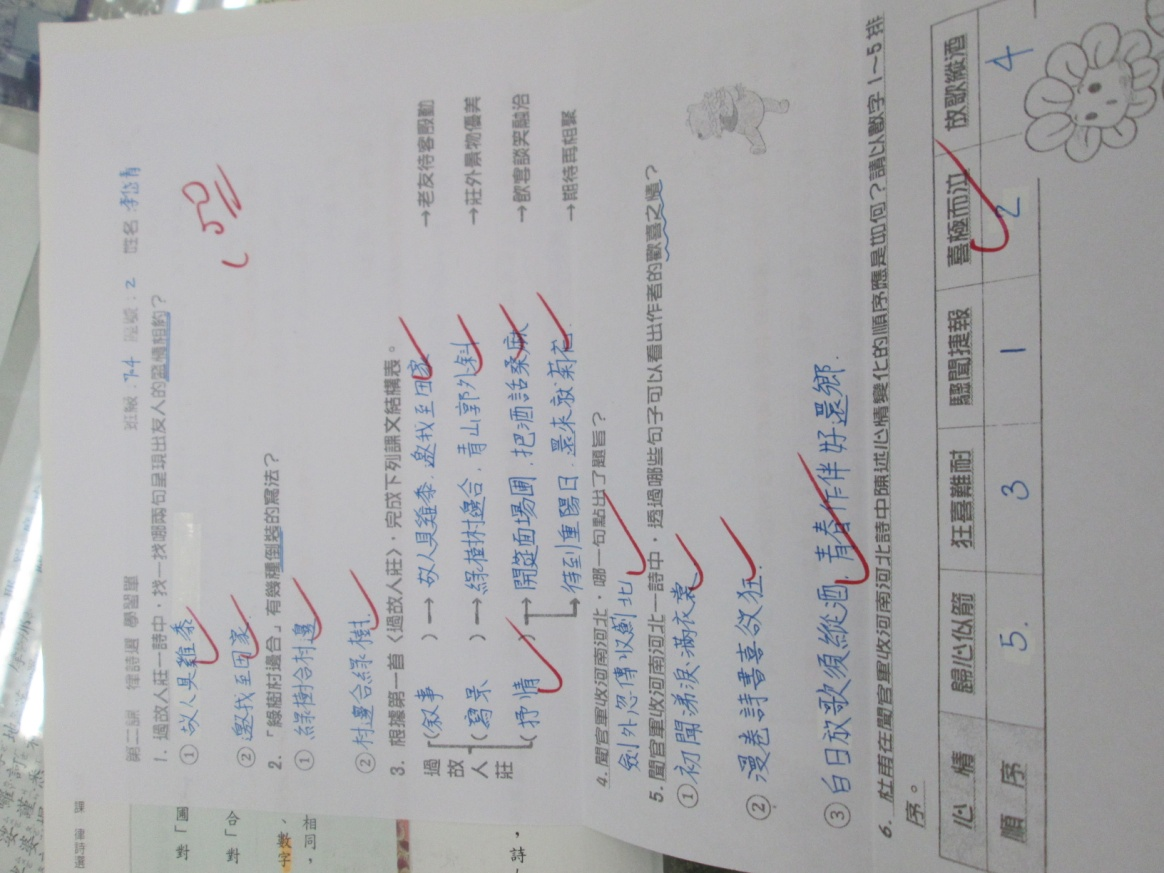 第二課 律詩選 學習單 班級:74 座號:2 姓名:
1. 過故人莊一詩中，找一找哪兩句呈現出友人的盛情相約?
(50
① 故人具雞黍
② 邀我至田家
2.「綠樹村邊合」有幾種倒裝的寫法?
① 綠樹合村邊
② 村邊合綠樹.
3. 根據第一首〈過故人莊〉，完成下列課文結構表。
過故人莊
(敘事)→故人具雞黍.邀我至田家→老友待客殷勤
(寫景)→綠樹村邊合.青山郭外斜→莊外景物優美
(抒情)→開筵面場圃.把酒話桑麻→飲宴談笑融洽
→待到重陽日.還來就菊花.→期待再相聚
4. 聞官軍收河南河北，哪一句點出了題旨?
劍外忽傳收薊北
5. 聞官軍收河南河北一詩中，透過哪些句子可以看出作者的歡喜之情?
① 初聞涕淚滿衣裳
② 漫卷詩書喜欲狂.
③ 白日放歌須縱酒.青春作伴好還鄉.
6. 杜甫在聞官軍收河南河北詩中陳述心情變化的順序應是如何?請以數字1~5排
序。
心情 歸心似箭 狂喜難耐 驟聞捷報 喜極而泣 放歌縱酒
順序 5. 3 1 2 4
「圖
對
「合
對
數字
相同，
，詩